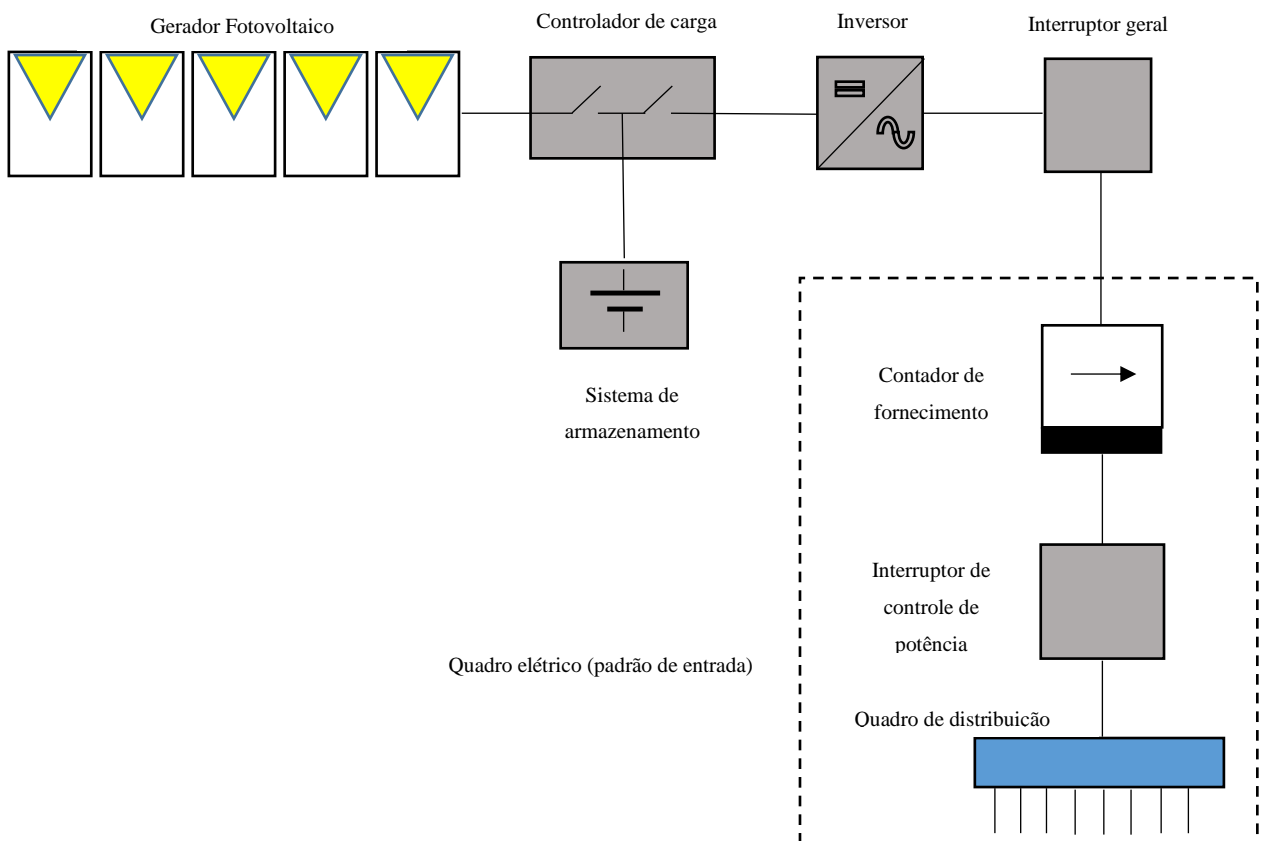 Gerador Fotovoltaico
Controlador de carga
Inversor
Interruptor geral
Sistema de
armazenamento
Contador de
fornecimento
Interruptor de
controle de
potência
Quadro elétrico (padrão de entrada)
Quadro de distribuição